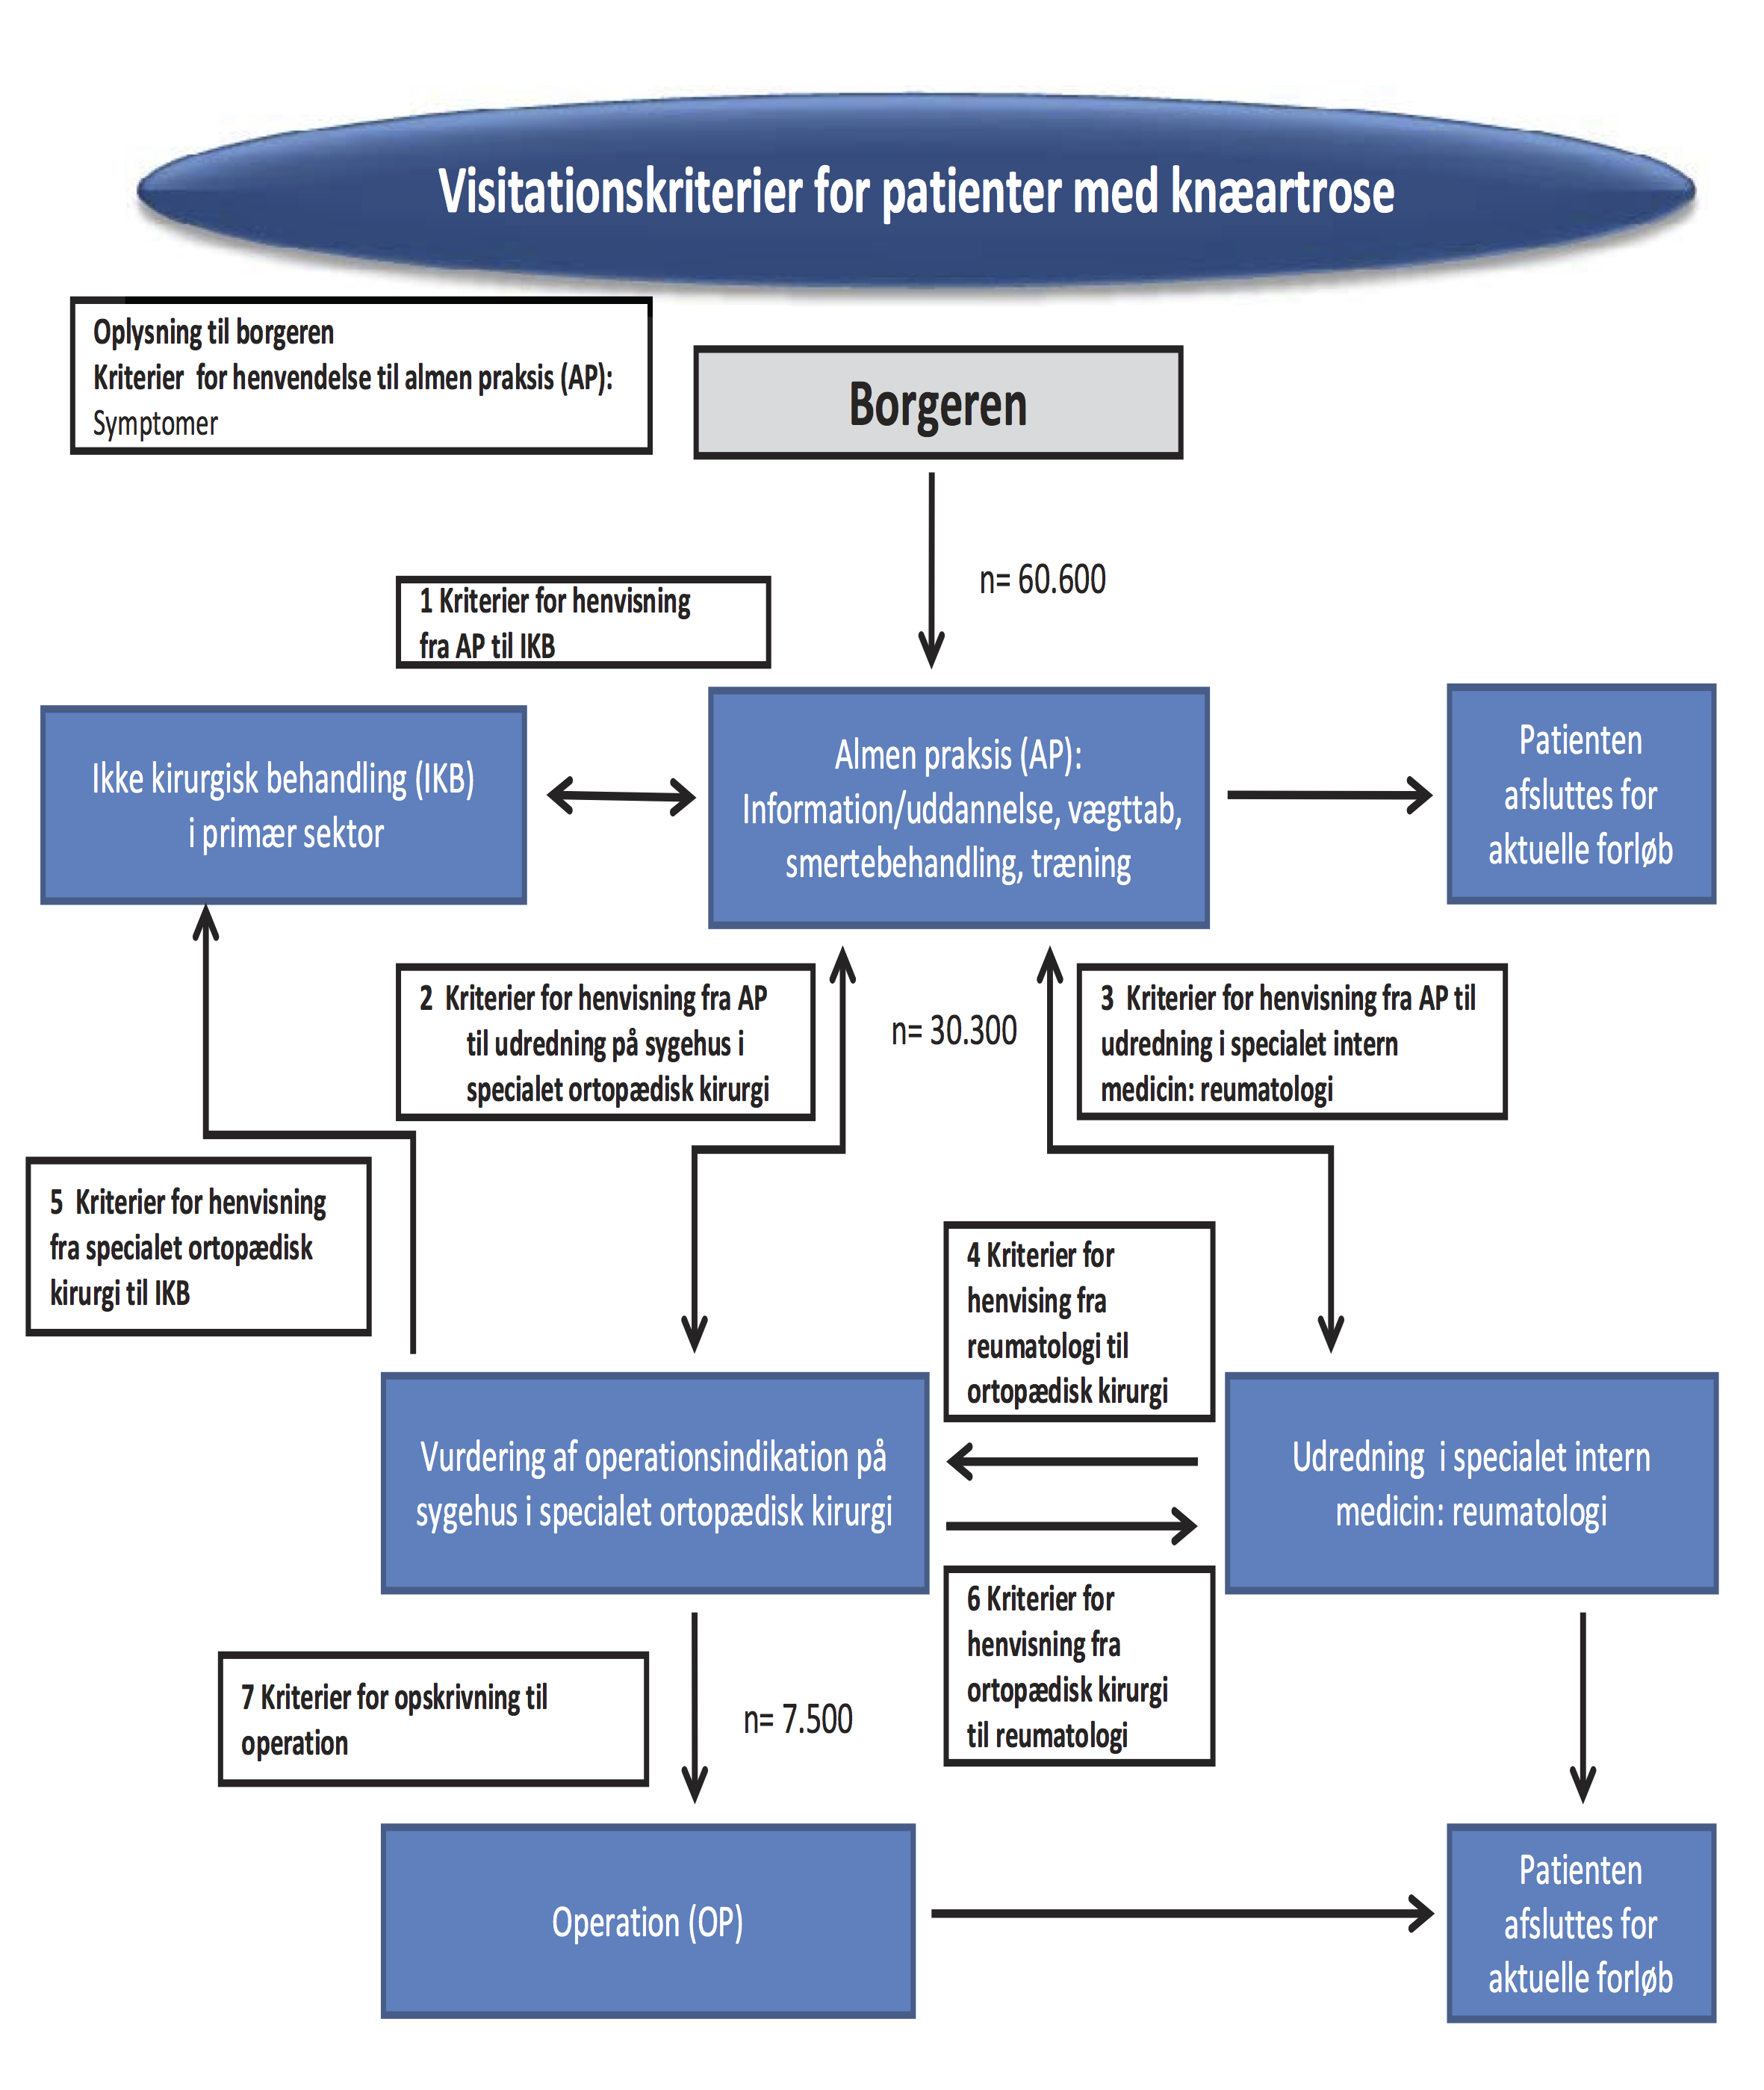 Visitationskriterier for patienter med knæartrose
Oplysning til borgeren
Kriterier for henvendelse til almen praksis (AP):
Symptomer
Borgeren
n= 60.600
1 Kriterier for henvisning
fra AP til IKB
Ikke kirurgisk behandling (IKB)
i primær sektor
Almen praksis (AP):
Information/uddannelse, vægttab,
smertebehandling, træning
Patienten
afsluttes for
aktuelle forløb
2 Kriterier for henvisning fra AP
til udredning på sygehus i
specialet ortopædisk kirurgi
n= 30.300
3 Kriterier for henvisning fra AP til
udredning i specialet intern
medicin: reumatologi
5 Kriterier for henvisning
fra specialet ortopædisk
kirurgi til IKB
4 Kriterier for
henvising fra
reumatologi til
ortopædisk kirurgi
Vurdering af operationsindikation på
sygehus i specialet ortopædisk kirurgi
Udredning i specialet intern
medicin: reumatologi
6 Kriterier for
henvisning fra
ortopædisk kirurgi
til reumatologi
7 Kriterier for opskrivning til
operation
n= 7.500
Operation (OP)
Patienten
afsluttes for
aktuelle forløb